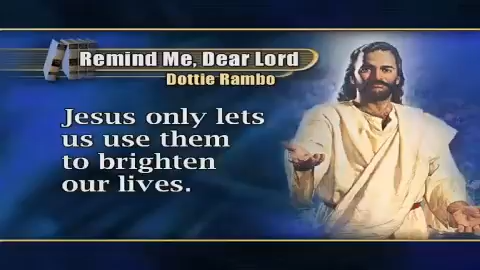 Remind Me, Dear Lord
Dottie Rambo
Jesus only lets
us use them
to brighten
our lives.